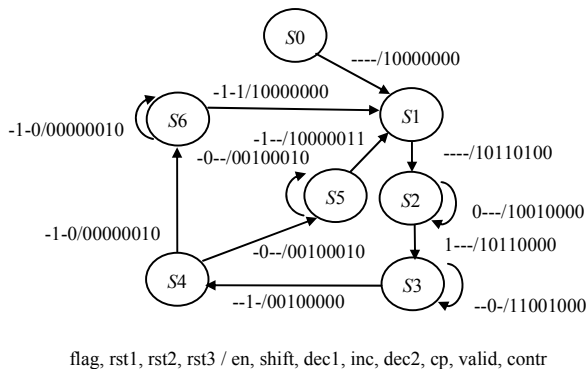 S0
----/10000000
-1-1/10000000
S6
S1
-1-0/00000010
-1--/10000011
-0--/00100010
----/10110100
S5
S2
0---/10010000
-1-0/00000010
-0--/00100010
1---/10110000
S4
S3
--1-/00100000
--0-/11001000
flag, rst1, rst2, rst3 / en, shift, dec1, inc, dec2, cp, valid, contr